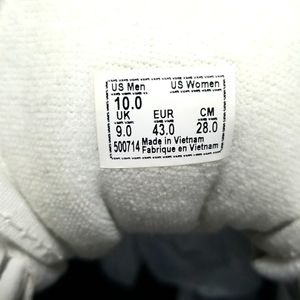 US Men US Women
10.0
UK EUR CM
9.0 43.0 28.0
500714 Made in Vietnam
Fabrique en Vietnam